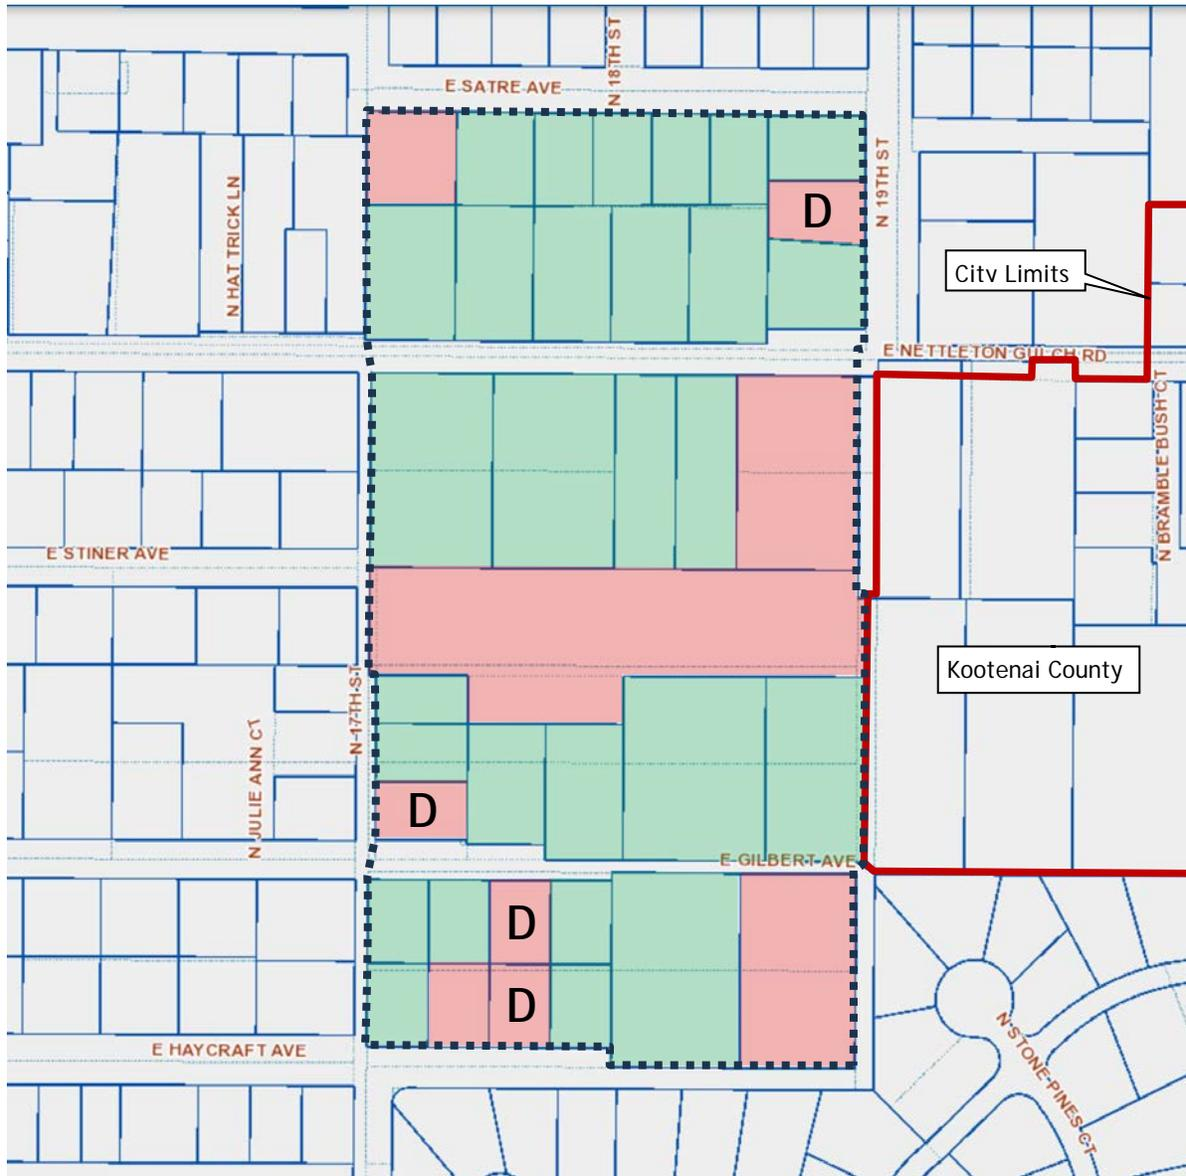 N 18TH ST
E SATRE AVE
N 19TH ST
N HAT TRICK LN
D
City Limits
E NETTLETON GULCH RD
N BRAMBLE BUSH CT
E STINER AVE
Kootenai County
N 17TH ST
N JULIE ANN CT
D
E GILBERT AVE
D
D
N STONE PINES CT
E HAYCRAFT AVE